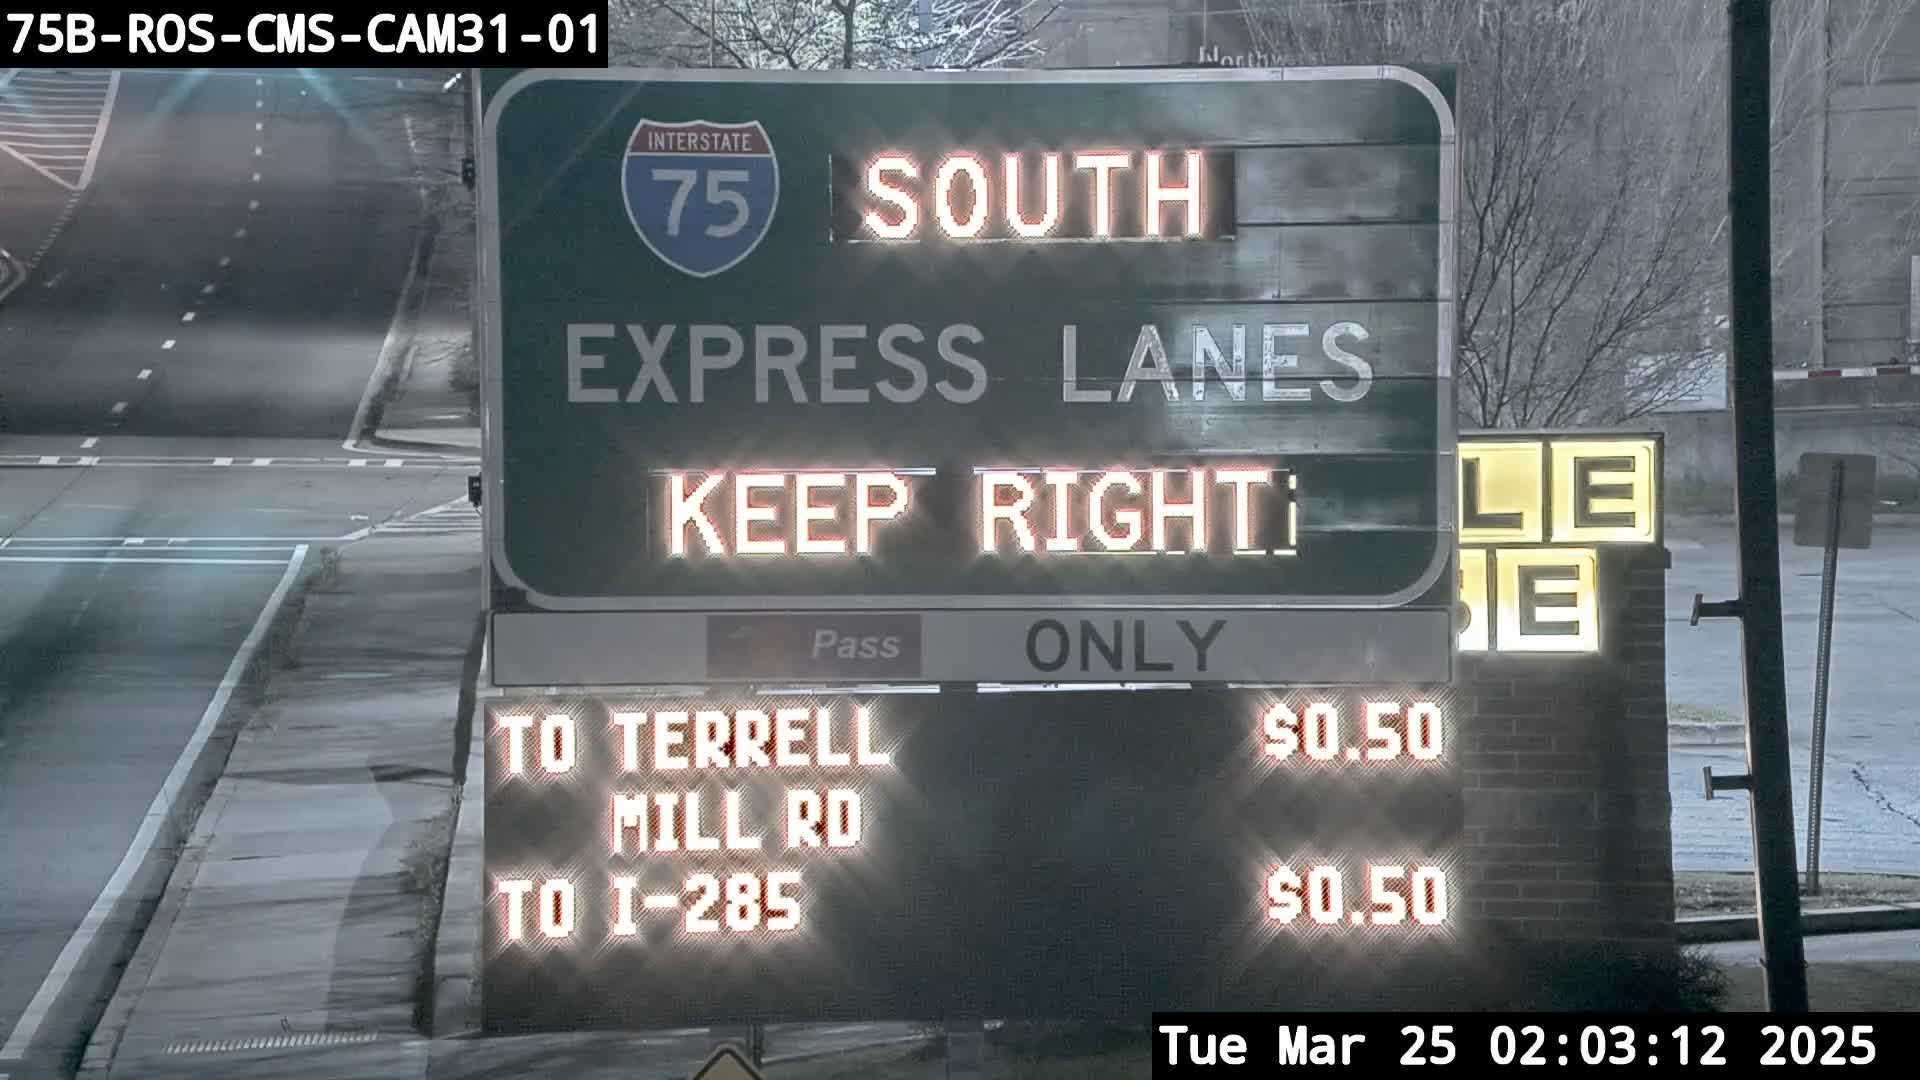 75B-ROS-CMS-CAM31-01
INTERSTATE
75
SOUTH
EXPRESS LANES
KEEP RIGHT
Pass ONLY
TO TERRELL $0.50
MILL RD
TO I-285 $0.50
LE
E
Tue Mar 25 02:03:12 2025